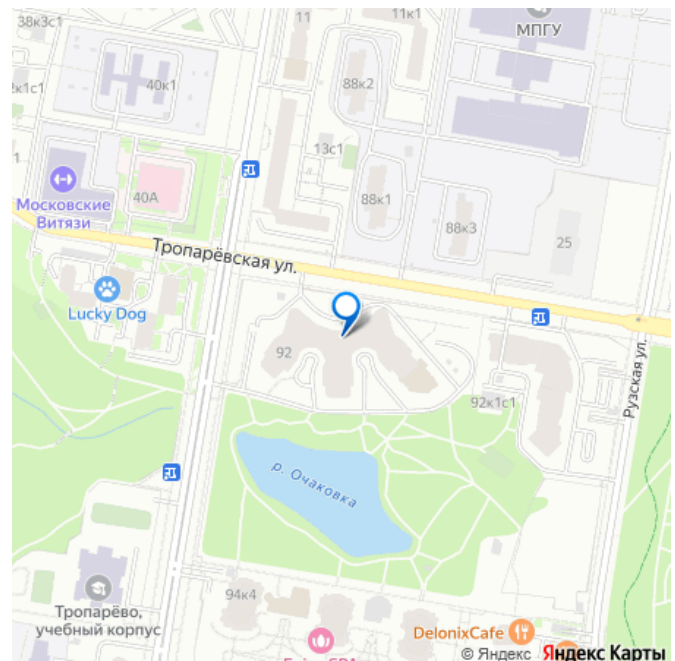 38к3с1
11
11к1
МПГУ
40к1
88к2
13с1
Московские
Витязи
40А
88к1
88к3
25
Тропарёвская ул.
Lucky Dog
92
92к1с1
Рузская ул.
р. Очаковка
94к4
Тропарёво,
учебный корпус
DelonixCafe
© Яндекс Яндекс Карты